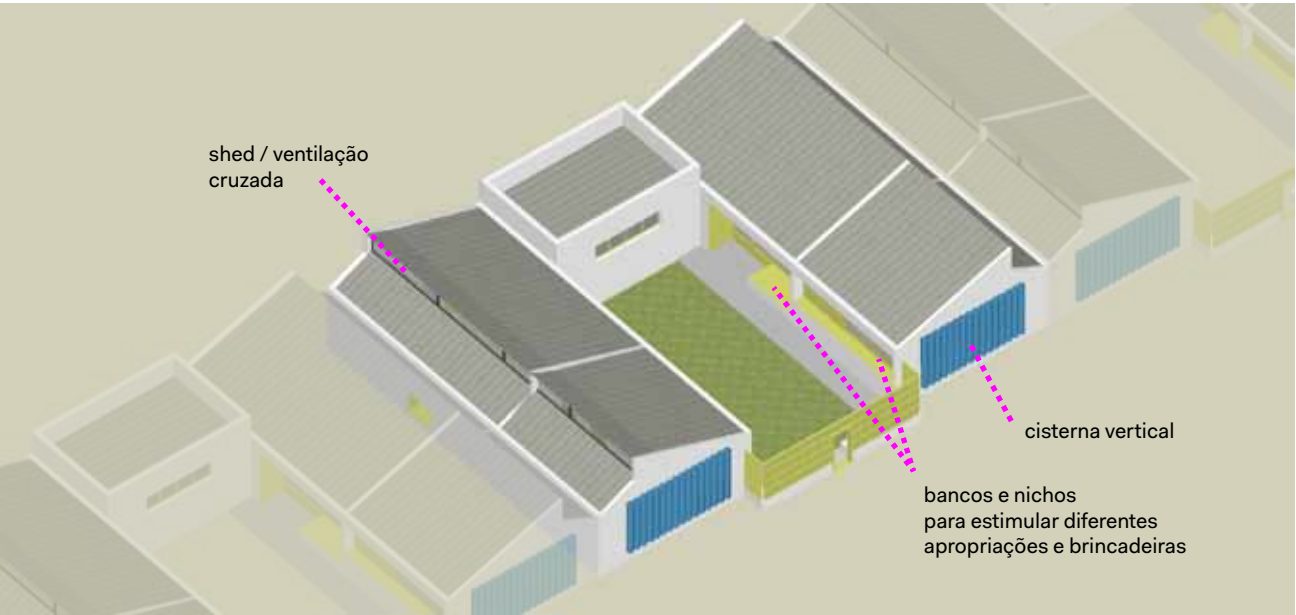 shed / ventilação
cruzada
cisterna vertical
bancos e nichos
para estimular diferentes
apropriações e brincadeiras